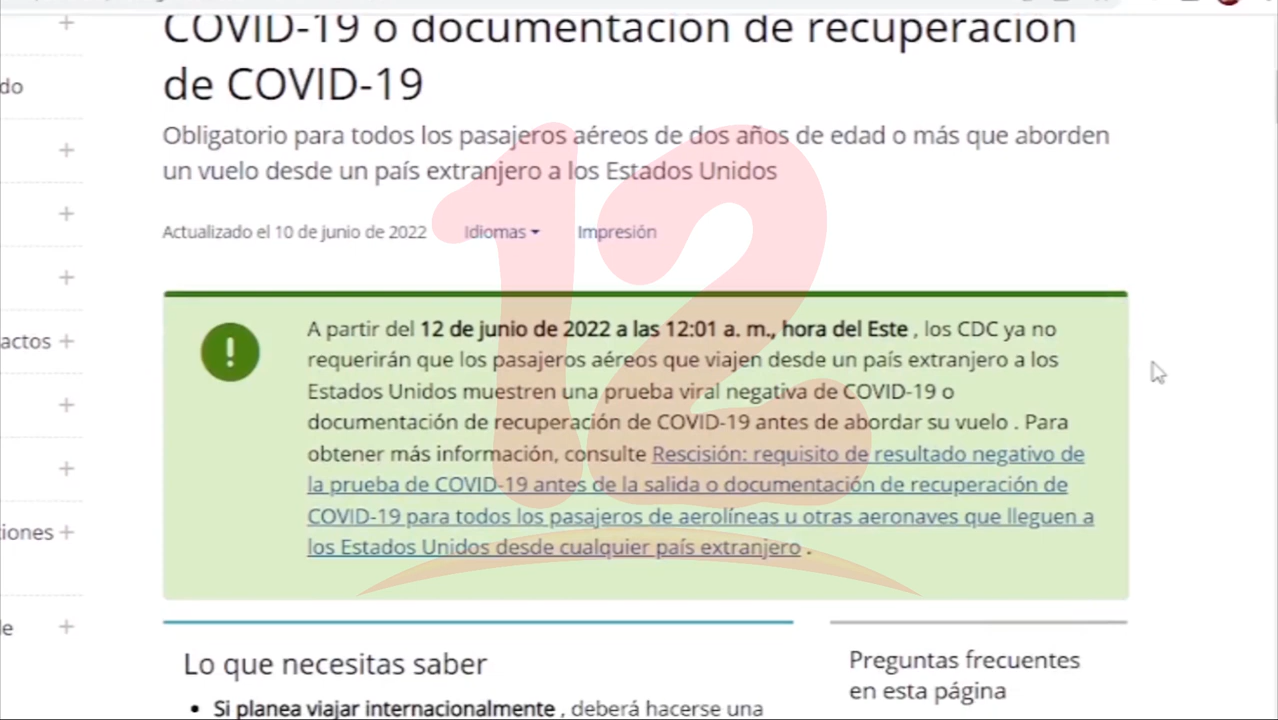 COVID-19 o documentación de recuperación
do
de COVID-19
Obligatorio para todos los pasajeros aéreos de dos años de edad o más que aborden
un vuelo desde un país extranjero a los Estados Unidos
Actualizado el 10 de junio de 2022 Idiomas Impresión
12
A partir del 12 de junio de 2022 a las 12:01 a. m., hora del Este , los CDC ya no
requerirán que los pasajeros aéreos que viajen desde un país extranjero a los
Estados Unidos muestren una prueba viral negativa de COVID-19 o
documentación de recuperación de COVID-19 antes de abordar su vuelo . Para
obtener más información, consulte Rescisión: requisito de resultado negativo de
la prueba de COVID-19 antes de la salida o documentación de recuperación de
COVID-19 para todos los pasajeros de aerolíneas u otras aeronaves que lleguen a
los Estados Unidos desde cualquier país extranjero .
actos +
iones +
le +
Lo que necesitas saber
• Si planea viajar internacionalmente , deberá hacerse una
Preguntas frecuentes
en esta página